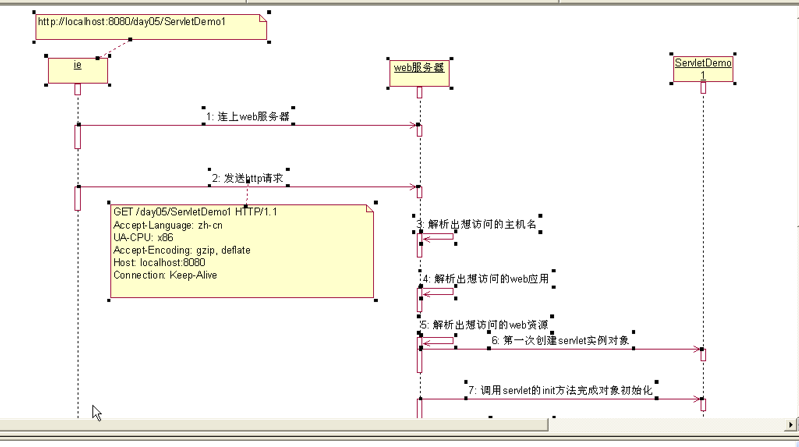 http://localhost:8080/day05/ServletDemo1
ie
web服务器
ServletDemo
1
1: 连上web服务器
2: 发送http请求
GET /day05/ServletDemo1 HTTP/1.1
Accept-Language: zh-cn
UA-CPU: x86
Accept-Encoding: gzip, deflate
Host: localhost:8080
Connection: Keep-Alive
3: 解析出想访问的主机名
4: 解析出想访问的web应用
5: 解析出想访问的web资源
6: 第一次创建servlet实例对象
7: 调用servlet的init方法完成对象初始化